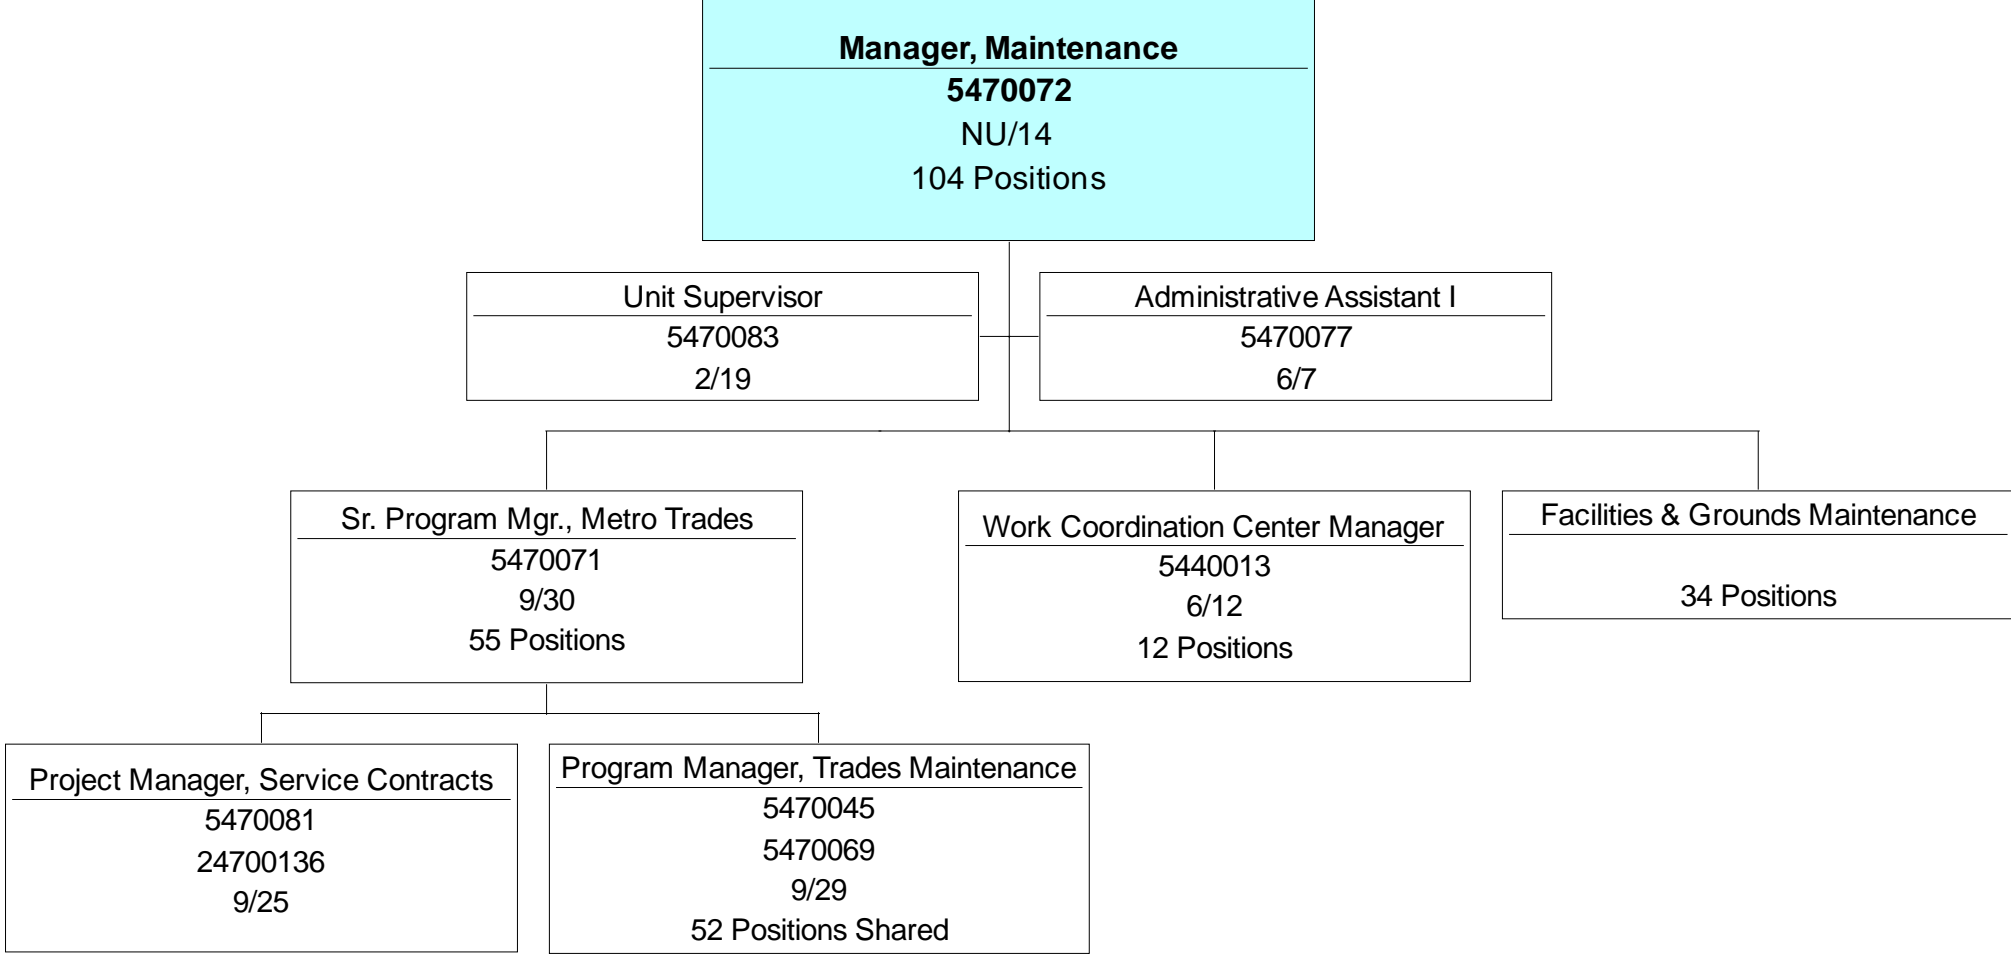 Manager, Maintenance
5470072
NU/14
104 Positions
Unit Supervisor
5470083
2/19
Administrative Assistant I
5470077
6/7
Sr. Program Mgr., Metro Trades
5470071
9/30
55 Positions
Work Coordination Center Manager
5440013
6/12
12 Positions
Facilities & Grounds Maintenance
34 Positions
Project Manager, Service Contracts
5470081
24700136
9/25
Program Manager, Trades Maintenance
5470045
5470069
9/29
52 Positions Shared